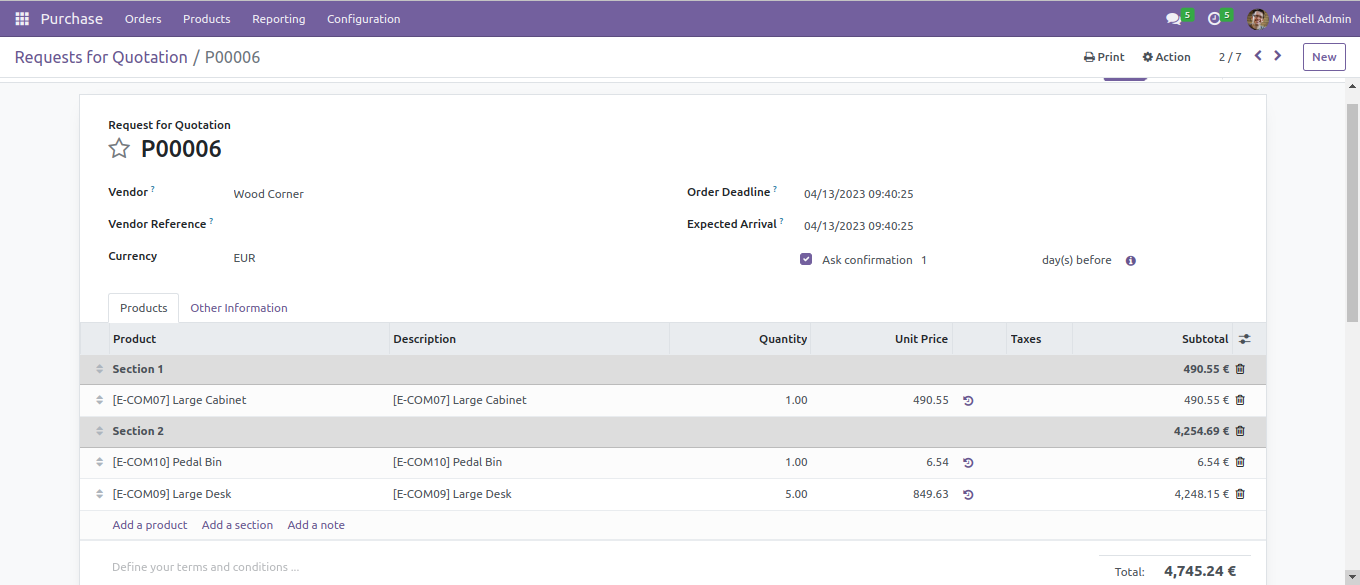 Purchase Orders Products Reporting Configuration 5 5 Mitchell Admin
Requests for Quotation / P00006 Print Action 2 / 7 New
Request for Quotation
P00006
Vendor ? Wood Corner Order Deadline ? 04/13/2023 09:40:25
Vendor Reference ? Expected Arrival ? 04/13/2023 09:40:25
Currency EUR Ask confirmation 1 day(s) before
Products Other Information
Product Description Quantity Unit Price Taxes Subtotal
Section 1 490.55 €
[E-COM07] Large Cabinet [E-COM07] Large Cabinet 1.00 490.55 490.55 €
Section 2 4,254.69 €
[E-COM10] Pedal Bin [E-COM10] Pedal Bin 1.00 6.54 6.54 €
[E-COM09] Large Desk [E-COM09] Large Desk 5.00 849.63 4,248.15 €
Add a product Add a section Add a note
Define your terms and conditions ... Total: 4,745.24 €